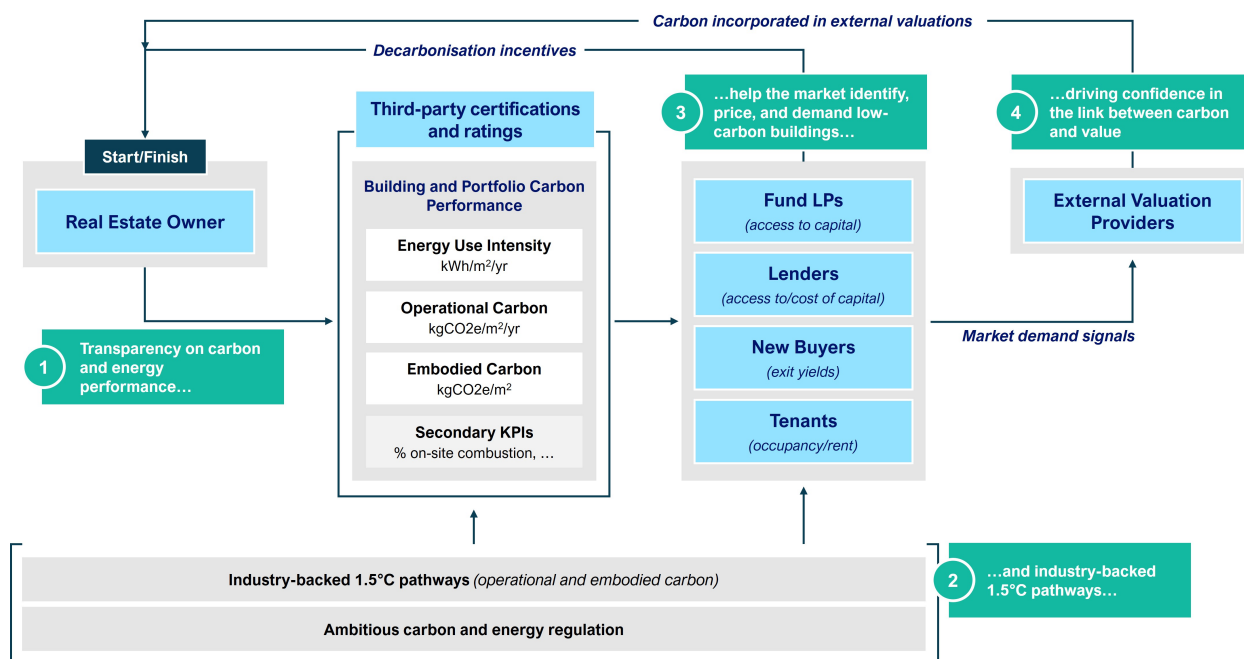 Carbon incorporated in external valuations
Decarbonisation incentives
Start/Finish
Real Estate Owner
1
Transparency on carbon
and energy
performance…
Third-party certifications
and ratings
Building and Portfolio Carbon
Performance
Energy Use Intensity
kWh/m²/yr
Operational Carbon
kgCO2e/m²/yr
Embodied Carbon
kgCO2e/m²
Secondary KPIs
% on-site combustion, …
3
…help the market identify,
price, and demand low-
carbon buildings…
Fund LPs
(access to capital)
Lenders
(access to/cost of capital)
New Buyers
(exit yields)
Tenants
(occupancy/rent)
4
…driving confidence in
the link between carbon
and value
External Valuation
Providers
Market demand signals
Industry-backed 1.5°C pathways (operational and embodied carbon)
Ambitious carbon and energy regulation
2
…and industry-backed
1.5°C pathways…